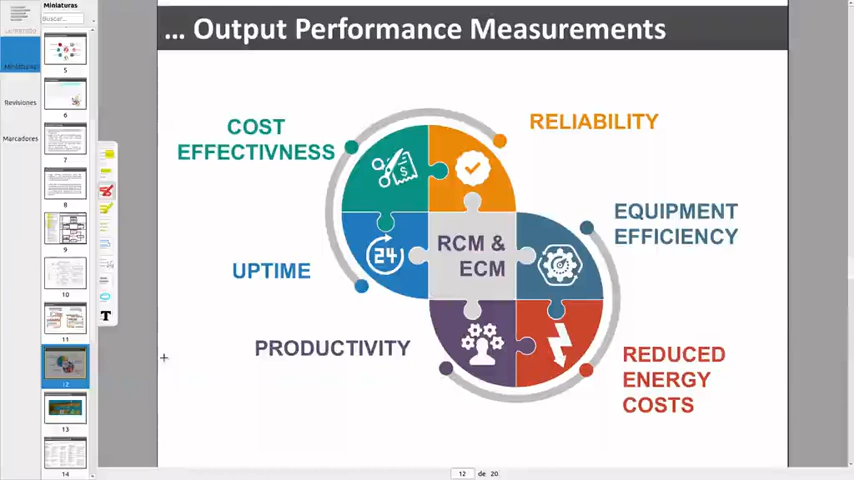 Miniaturas
Buscar...
Miniaturas
Revisiones
Marcadores
5
6
7
8
9
10
11
12
13
14
T
... Output Performance Measurements
COST
EFFECTIVNESS
RELIABILITY
$
24
RCM &
ECM
EQUIPMENT
EFFICIENCY
UPTIME
PRODUCTIVITY
REDUCED
ENERGY
COSTS
12 de 20